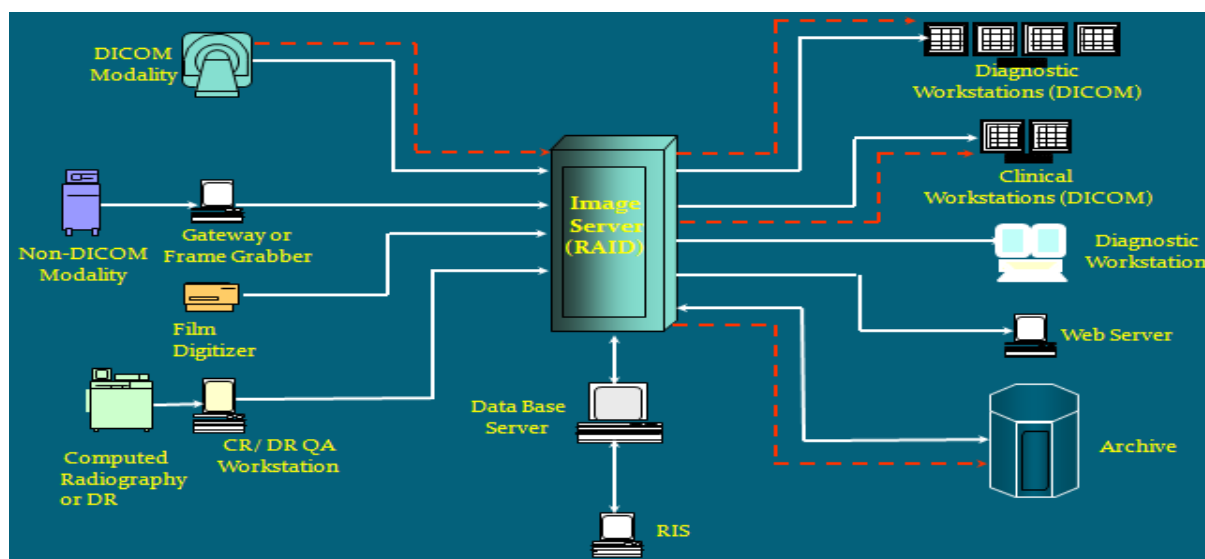 DICOM
Modality
Non-DICOM
Modality
Gateway or
Frame Grabber
Film
Digitizer
Computed
Radiography
or DR
CR/ DR QA
Workstation
Image
Server
(RAID)
Data Base
Server
RIS
Diagnostic
Workstations (DICOM)
Clinical
Workstations (DICOM)
Diagnostic
Workstation
Web Server
Archive